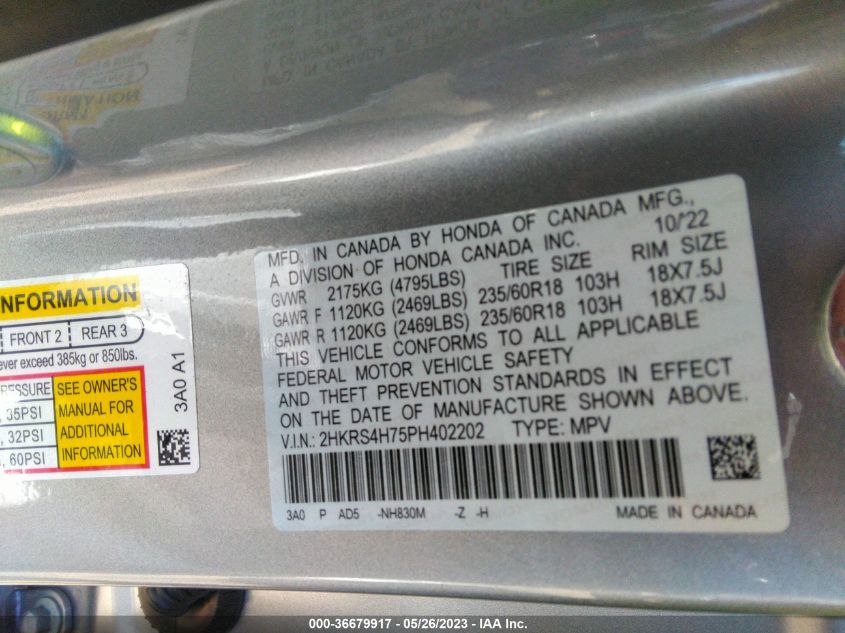 MFD. IN CANADA BY HONDA OF CANADA MFG.,
A DIVISION OF HONDA CANADA INC. 10/'22
GVWR 2175KG (4795LBS) TIRE SIZE RIM SIZE
GAWR F 1120KG (2469LBS) 235/60R18 103H 18X7.5J
GAWR R 1120KG (2469LBS) 235/60R18 103H 18X7.5J
THIS VEHICLE CONFORMS TO ALL APPLICABLE
FEDERAL MOTOR VEHICLE SAFETY
AND THEFT PREVENTION STANDARDS IN EFFECT
ON THE DATE OF MANUFACTURE SHOWN ABOVE.
V.I.N.: 2HKRS4H75PH402202 TYPE: MPV
3A0 P AD5 -NH830M -Z -H MADE IN CANADA
NFORMATION
FRONT 2 REAR 3
ever exceed 385kg or 850lbs.
RESSURE SEE OWNER'S
, 35PSI MANUAL FOR
, 32PSI ADDITIONAL
, 60PSI INFORMATION
3A0 A1
000-36679917 - 05/26/2023 - IAA Inc.